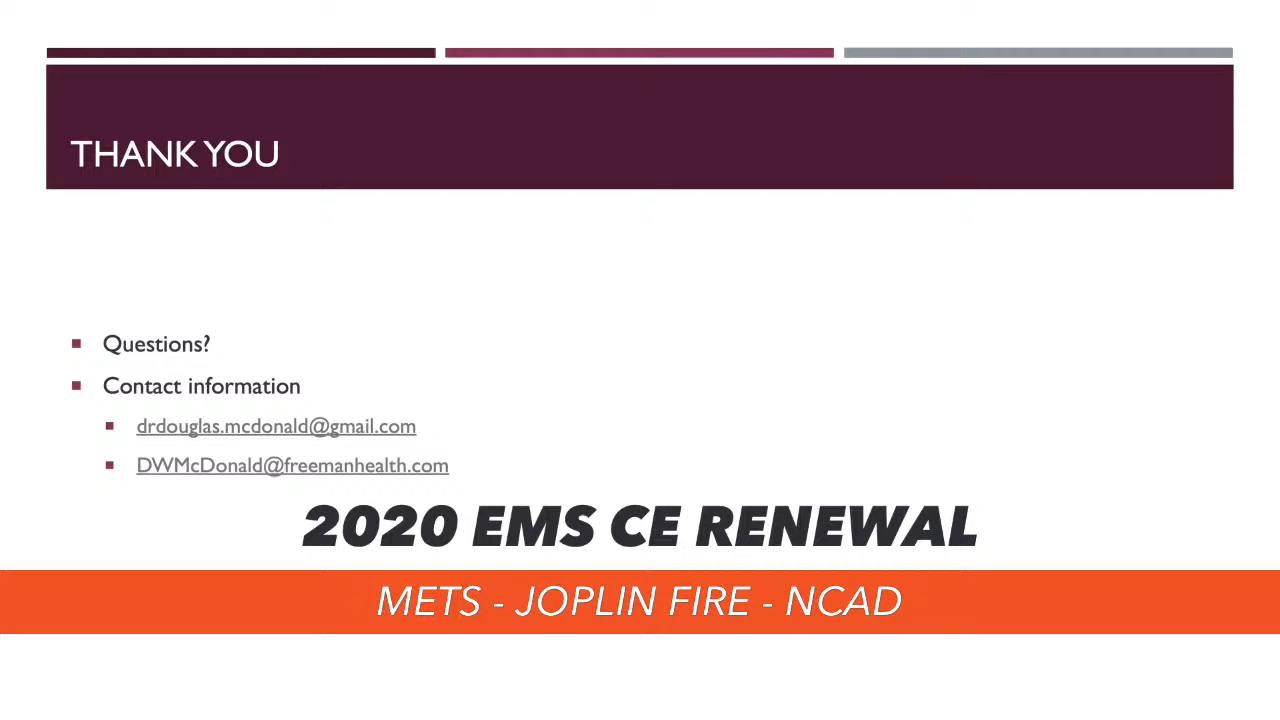 THANK YOU
Questions?
Contact information
drdouglas.mcdonald@gmail.com
DWMcDonald@freemanhealth.com
2020 EMS CE RENEWAL
METS - JOPLIN FIRE - NCAD